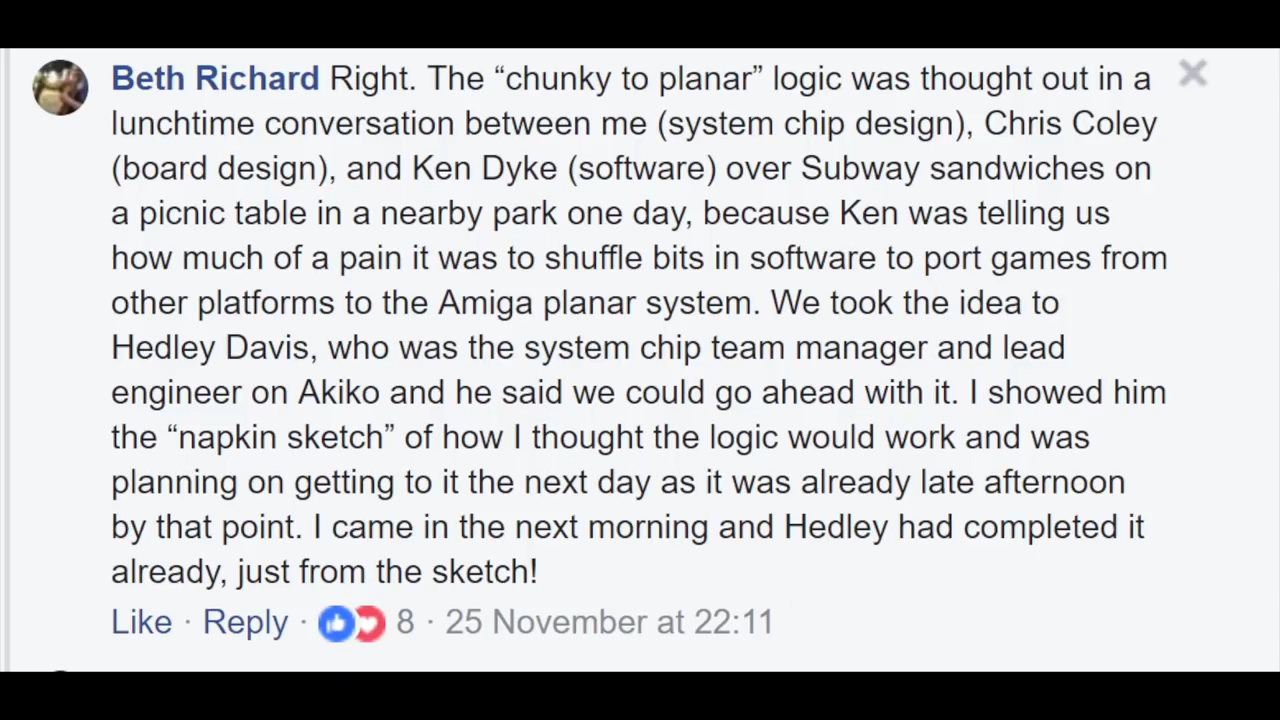 Beth Richard Right. The “chunky to planar” logic was thought out in a
lunchtime conversation between me (system chip design), Chris Coley
(board design), and Ken Dyke (software) over Subway sandwiches on
a picnic table in a nearby park one day, because Ken was telling us
how much of a pain it was to shuffle bits in software to port games from
other platforms to the Amiga planar system. We took the idea to
Hedley Davis, who was the system chip team manager and lead
engineer on Akiko and he said we could go ahead with it. I showed him
the “napkin sketch” of how I thought the logic would work and was
planning on getting to it the next day as it was already late afternoon
by that point. I came in the next morning and Hedley had completed it
already, just from the sketch!
Like · Reply · 8 · 25 November at 22:11